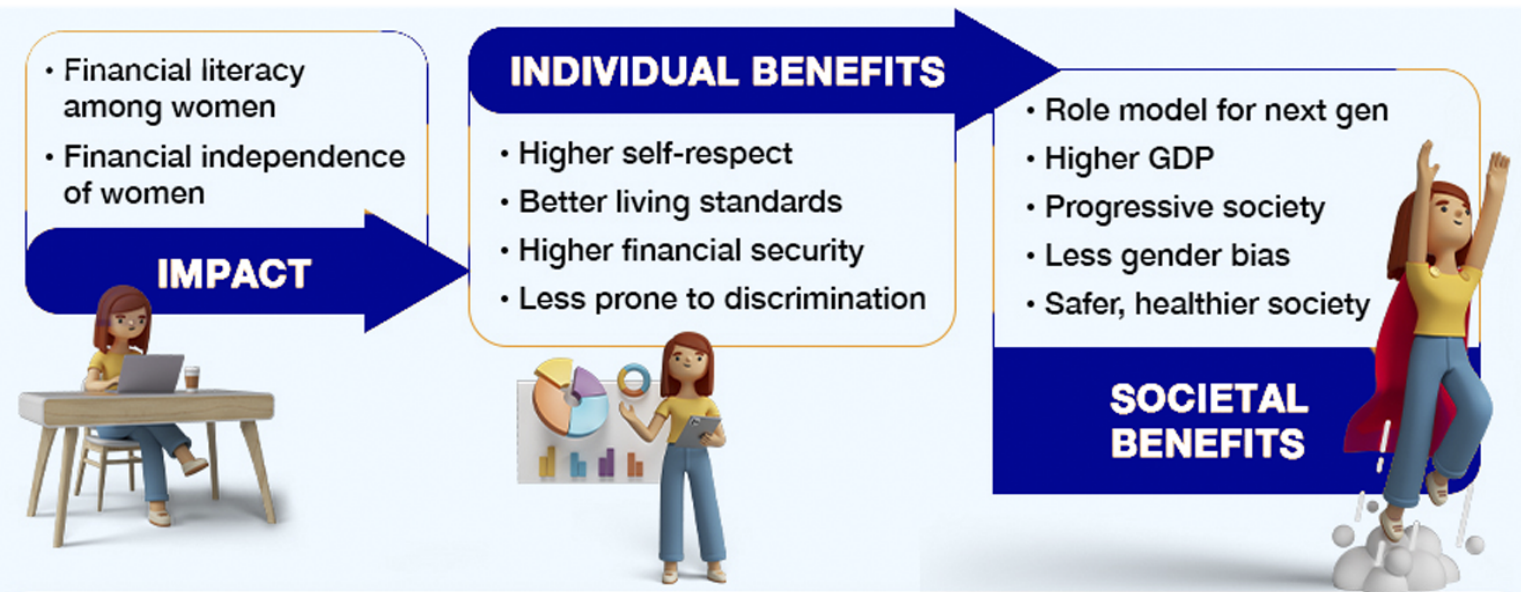 • Financial literacy
among women
• Financial independence
of women
IMPACT
INDIVIDUAL BENEFITS
• Higher self-respect
• Better living standards
• Higher financial security
• Less prone to discrimination
• Role model for next gen
• Higher GDP
• Progressive society
• Less gender bias
• Safer, healthier society
SOCIETAL
BENEFITS